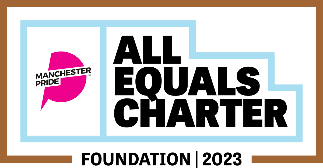 MANCHESTER
PRIDE
ALL
EQUALS
CHARTER
FOUNDATION | 2023